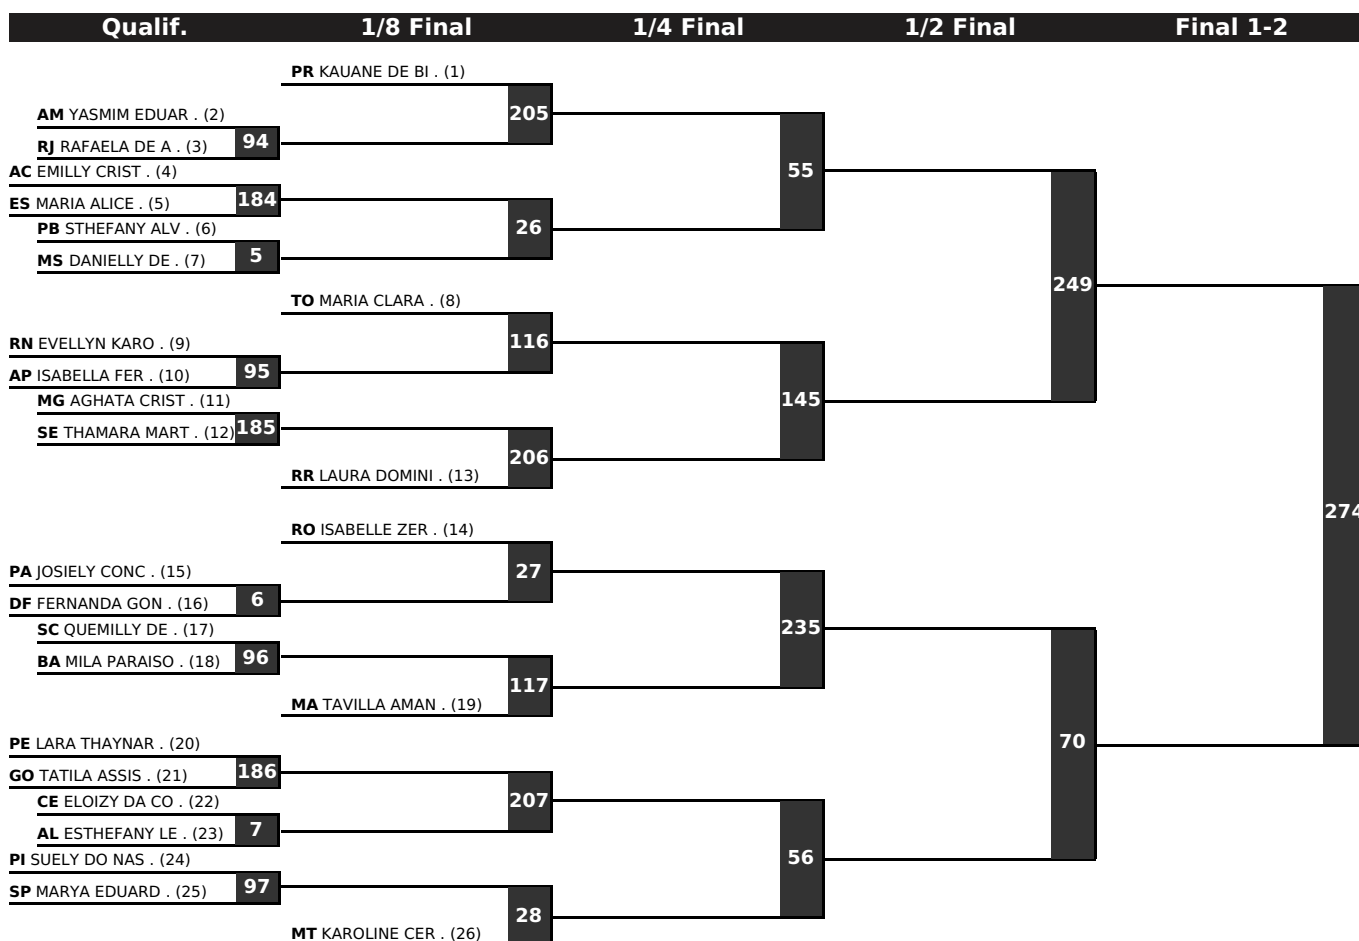 Qualif. 1/8 Final 1/4 Final 1/2 Final Final 1-2
PR KAUANE DE BI . (1)
205
AM YASMIM EDUAR . (2)
94
RJ RAFAELA DE A . (3)
55
AC EMILLY CRIST . (4)
184
ES MARIA ALICE . (5)
26
PB STHEFANY ALV . (6)
5
MS DANIELLY DE . (7)
249
TO MARIA CLARA . (8)
116
RN EVELLYN KARO . (9)
95
AP ISABELLA FER . (10)
145
MG AGHATA CRIST . (11)
185
SE THAMARA MART . (12)
206
RR LAURA DOMINI . (13)
274
RO ISABELLE ZER . (14)
27
PA JOSIELY CONC . (15)
6
DF FERNANDA GON . (16)
235
SC QUEMILLY DE . (17)
96
BA MILA PARAISO . (18)
117
MA TAVILLA AMAN . (19)
70
PE LARA THAYNAR . (20)
186
GO TATILA ASSIS . (21)
207
CE ELOIZY DA CO . (22)
7
AL ESTHEFANY LE . (23)
56
PI SUELY DO NAS . (24)
97
SP MARYA EDUARD . (25)
28
MT KAROLINE CER . (26)